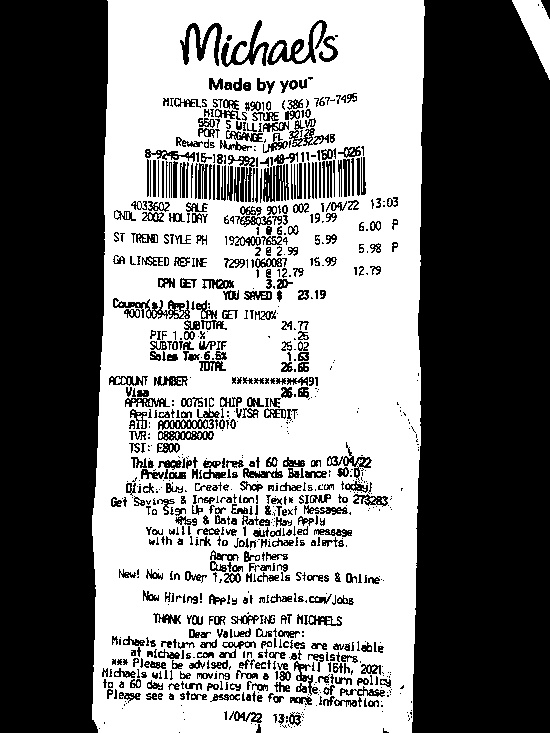 Michaels
Made by you™
MICHAELS STORE #9010 (386) 767-7495
MICHAELS STORE #9010
5507 S WILLIAMSON BLVD
PORT ORGANGE, FL 32128
Rewards Number: LMR90152322948
8-9245-4416-1819-9921-4148-9111-1501-0261
4033602 SALE 0669 9010 002 1/04/22 13:03
CNDL 200Z HOLIDAY 647658036793 19.99
1 @ 6.00 6.00 P
ST TREND STYLE PH 192040076524 5.99
2 @ 2.99 5.98 P
GA LINSEED REFINE 729911060087 15.99
1 @ 12.79 12.79
CPN GET ITM20% 3.20-
YOU SAVED $ 23.19
Coupon(s) Applied:
400100949528 CPN GET ITM20%
SUBTOTAL 24.77
PIF 1.00 % .25
SUBTOTAL W/PIF 25.02
Sales Tax 6.5% 1.63
TOTAL 26.65
ACCOUNT NUMBER ************4491
Visa 26.65
APPROVAL: 00751C CHIP ONLINE
Application Label: VISA CREDIT
AID: A0000000031010
TVR: 0880008000
TSI: E800
This receipt expires at 60 days on 03/04/22
Previous Michaels Rewards Balance: $0.0
Click. Buy. Create. Shop michaels.com today!
Get Savings & Inspiration! Text* SIGNUP to 273283
To Sign Up for Email & Text Messages.
*Msg & Data Rates May Apply
You will receive 1 autodialed message
with a link to Join Michaels alerts.
Aaron Brothers
Custom Framing
New! Now in Over 1,200 Michaels Stores & Online
Now Hiring! Apply at michaels.com/Jobs
THANK YOU FOR SHOPPING AT MICHAELS
Dear Valued Customer:
Michaels return and coupon policies are available
at michaels.com and in store at registers.
*** Please be advised, effective April 16th, 2021
Michaels will be moving from a 180 day return policy
to a 60 day return policy from the date of purchase.
Please see a store associate for more information.
1/04/22 13:03